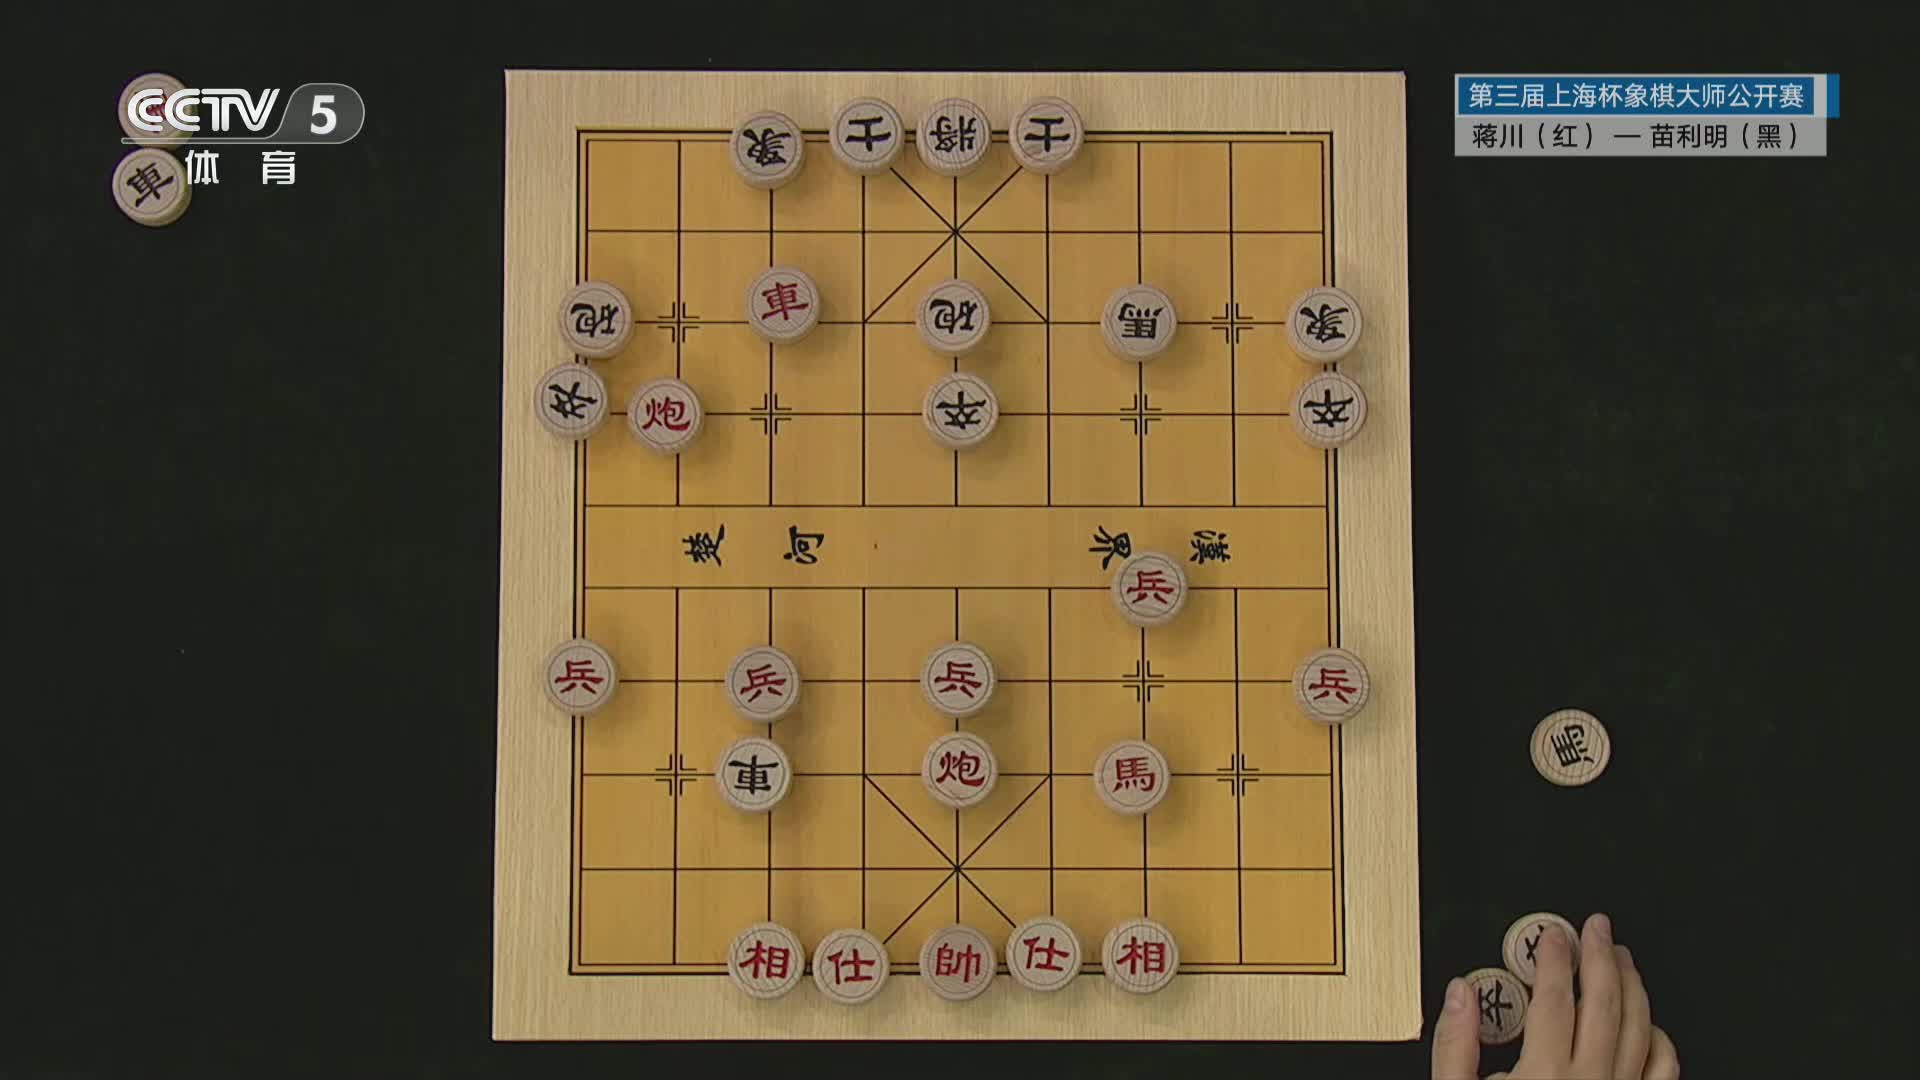 CCTV 5
体育
第三届上海杯象棋大师公开赛
蒋川（红） — 苗利明（黑）
車
象 士 將 士
砲 車 砲 馬 象
卒 炮 卒 卒
楚 河 界 漢
兵
兵 兵 兵 兵
車 炮 馬
馬
相 仕 帥 仕 相
卒